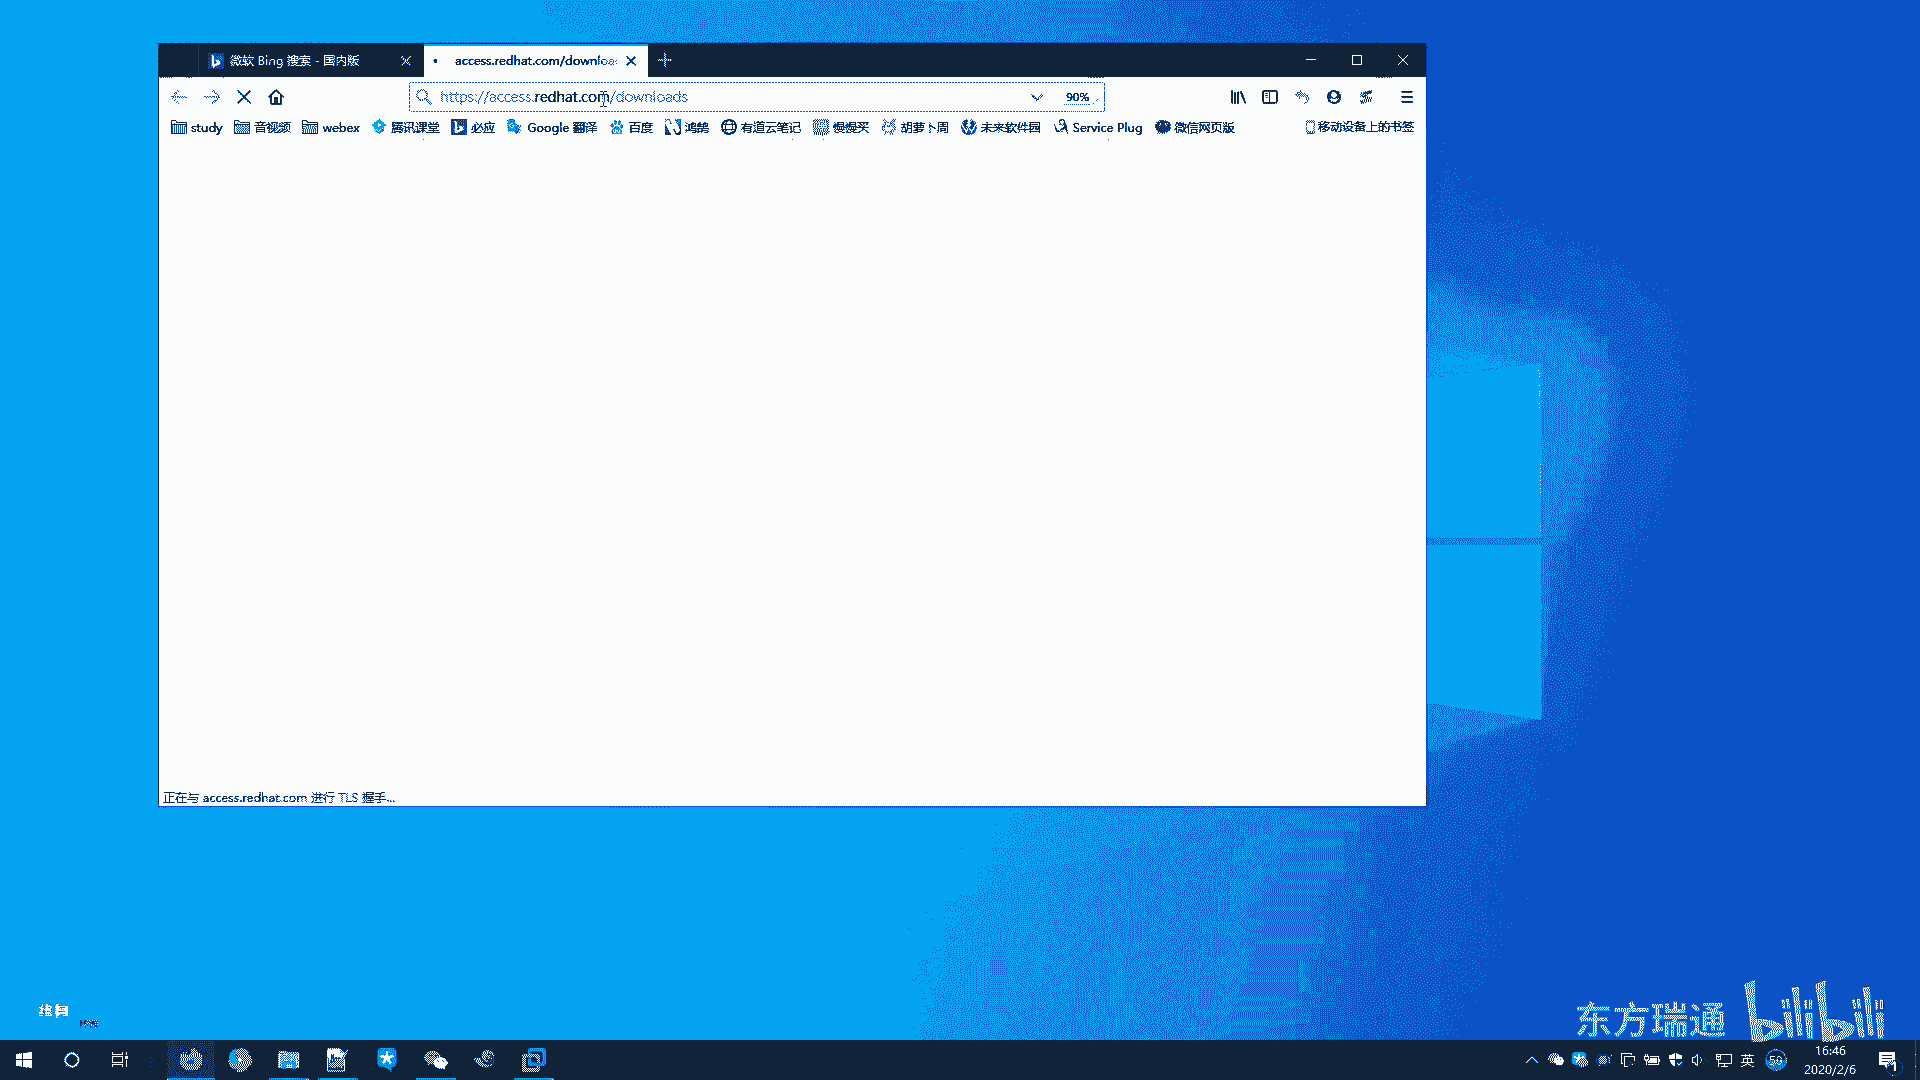 微软 Bing 搜索 - 国内版
access.redhat.com/downloa
https://access.redhat.com/downloads
90%
study 音视频 webex 腾讯课堂 必应 Google 翻译 百度 鸿鹄 有道云笔记 慢慢买 胡萝卜周 未来软件园 Service Plug 微信网页版 移动设备上的书签
正在与 access.redhat.com 进行 TLS 握手...
东方瑞通 bilibili
英
16:46
2020/2/6